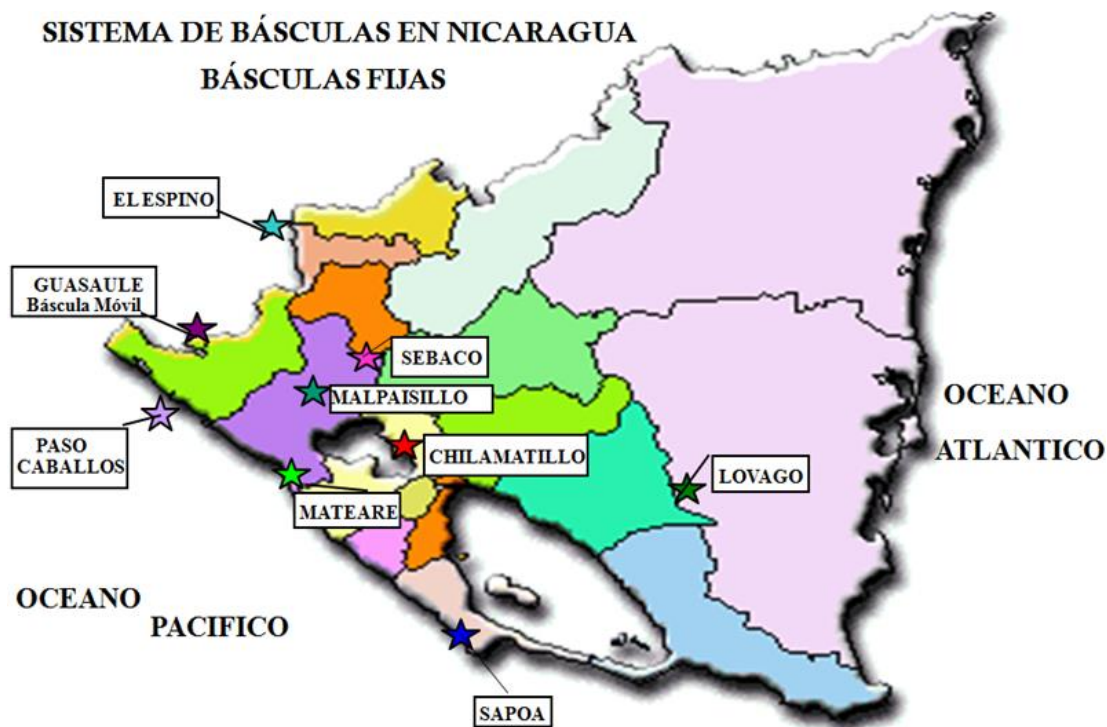 SISTEMA DE BÁSCULAS EN NICARAGUA
BÁSCULAS FIJAS
EL ESPINO
GUASAULE
Báscula Móvil
SEBACO
MALPAISILLO
PASO
CABALLOS
CHILAMATILLO
LOVAGO
MATEARE
OCEANO
ATLANTICO
OCEANO
PACIFICO
SAPOA